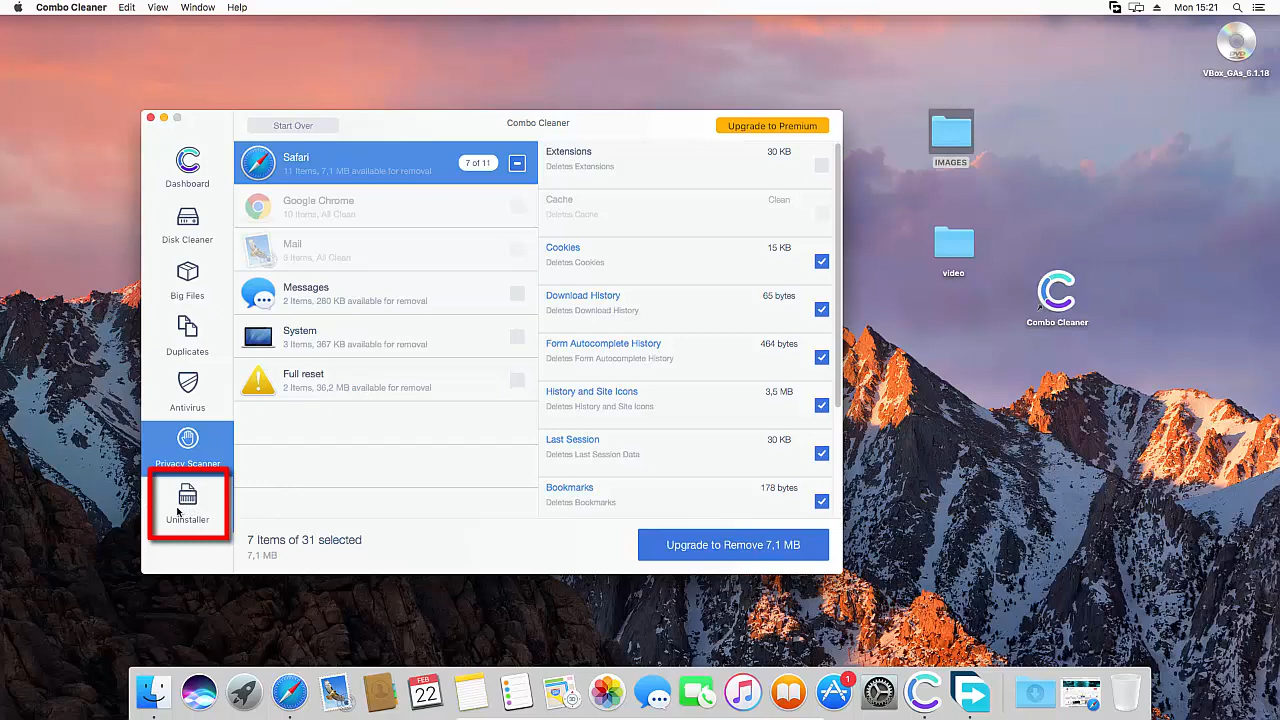 Combo Cleaner Edit View Window Help
Mon 15:21
VBox_GAs_6.1.18
IMAGES
video
Combo Cleaner
Start Over
Combo Cleaner
Upgrade to Premium
Dashboard
Disk Cleaner
Big Files
Duplicates
Antivirus
Privacy Scanner
Uninstaller
Safari
11 Items, 7,1 MB available for removal
7 of 11
Google Chrome
10 Items, All Clean
Mail
3 Items, All Clean
Messages
2 Items, 280 KB available for removal
System
3 Items, 367 KB available for removal
Full reset
2 Items, 36,2 MB available for removal
Extensions 30 KB
Deletes Extensions
Cache Clean
Deletes Cache
Cookies 15 KB
Deletes Cookies
Download History 65 bytes
Deletes Download History
Form Autocomplete History 464 bytes
Deletes Form Autocomplete History
History and Site Icons 3,5 MB
Deletes History and Site Icons
Last Session 30 KB
Deletes Last Session Data
Bookmarks 178 bytes
Deletes Bookmarks
7 Items of 31 selected
7,1 MB
Upgrade to Remove 7,1 MB
FEB
22
1